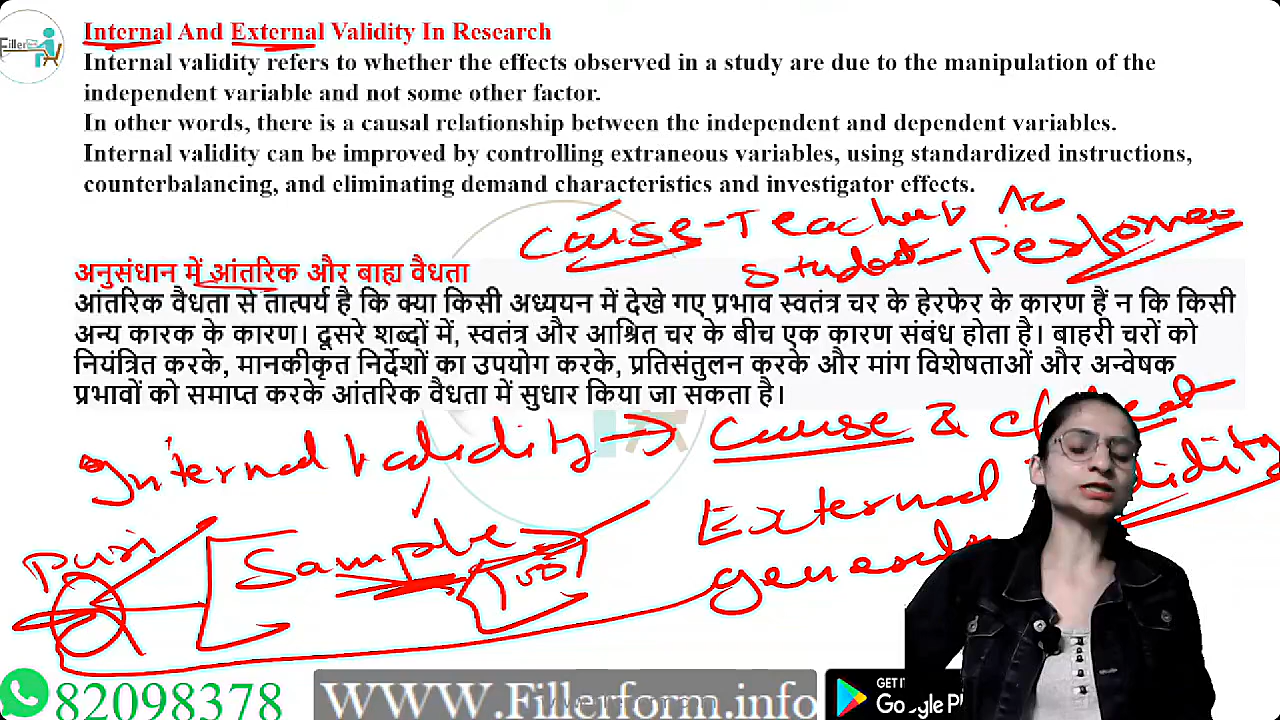 Filler
Internal And External Validity In Research
Internal validity refers to whether the effects observed in a study are due to the manipulation of the
independent variable and not some other factor.
In other words, there is a causal relationship between the independent and dependent variables.
Internal validity can be improved by controlling extraneous variables, using standardized instructions,
counterbalancing, and eliminating demand characteristics and investigator effects.
Cause - Teacher
student - 
अनुसंधान में आंतरिक और बाह्य वैधता
आंतरिक वैधता से तात्पर्य है कि क्या किसी अध्ययन में देखे गए प्रभाव स्वतंत्र चर के हेरफेर के कारण हैं न कि किसी
अन्य कारक के कारण। दूसरे शब्दों में, स्वतंत्र और आश्रित चर के बीच एक कारण संबंध होता है। बाहरी चरों को
नियंत्रित करके, मानकीकृत निर्देशों का उपयोग करके, प्रतिसंतुलन करके और मांग विशेषताओं और अन्वेषक
प्रभावों को समाप्त करके आंतरिक वैधता में सुधार किया जा सकता है।
Internal validity → Cause &
External
Sample
82098378
WWW.Fillerform.info
GET IT
Google Pl